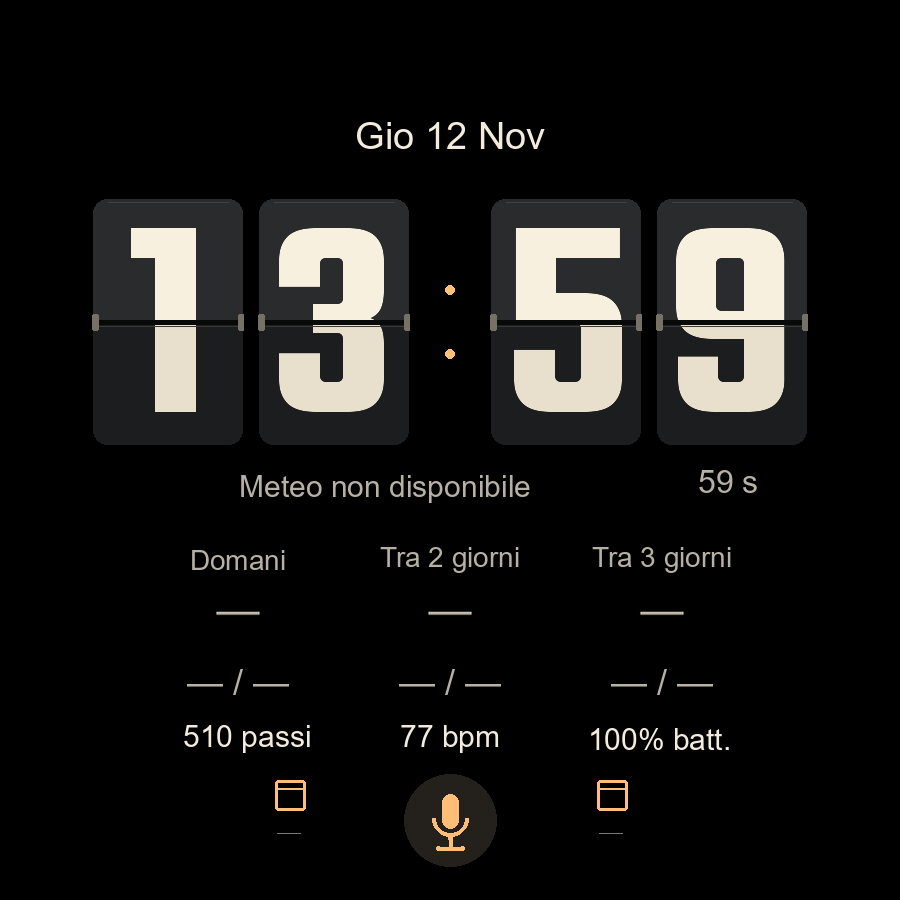 Gio 12 Nov
13:59
Meteo non disponibile 59 s
Domani Tra 2 giorni Tra 3 giorni
— — —
— / — — / — — / —
510 passi 77 bpm 100% batt.
— —